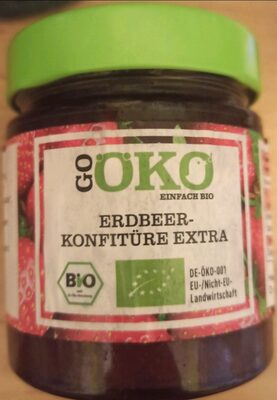 GO
ÖKO
EINFACH BIO
ERDBEER-
KONFITÜRE EXTRA
BiO
DE-ÖKO-001
EU-/Nicht-EU-
Landwirtschaft